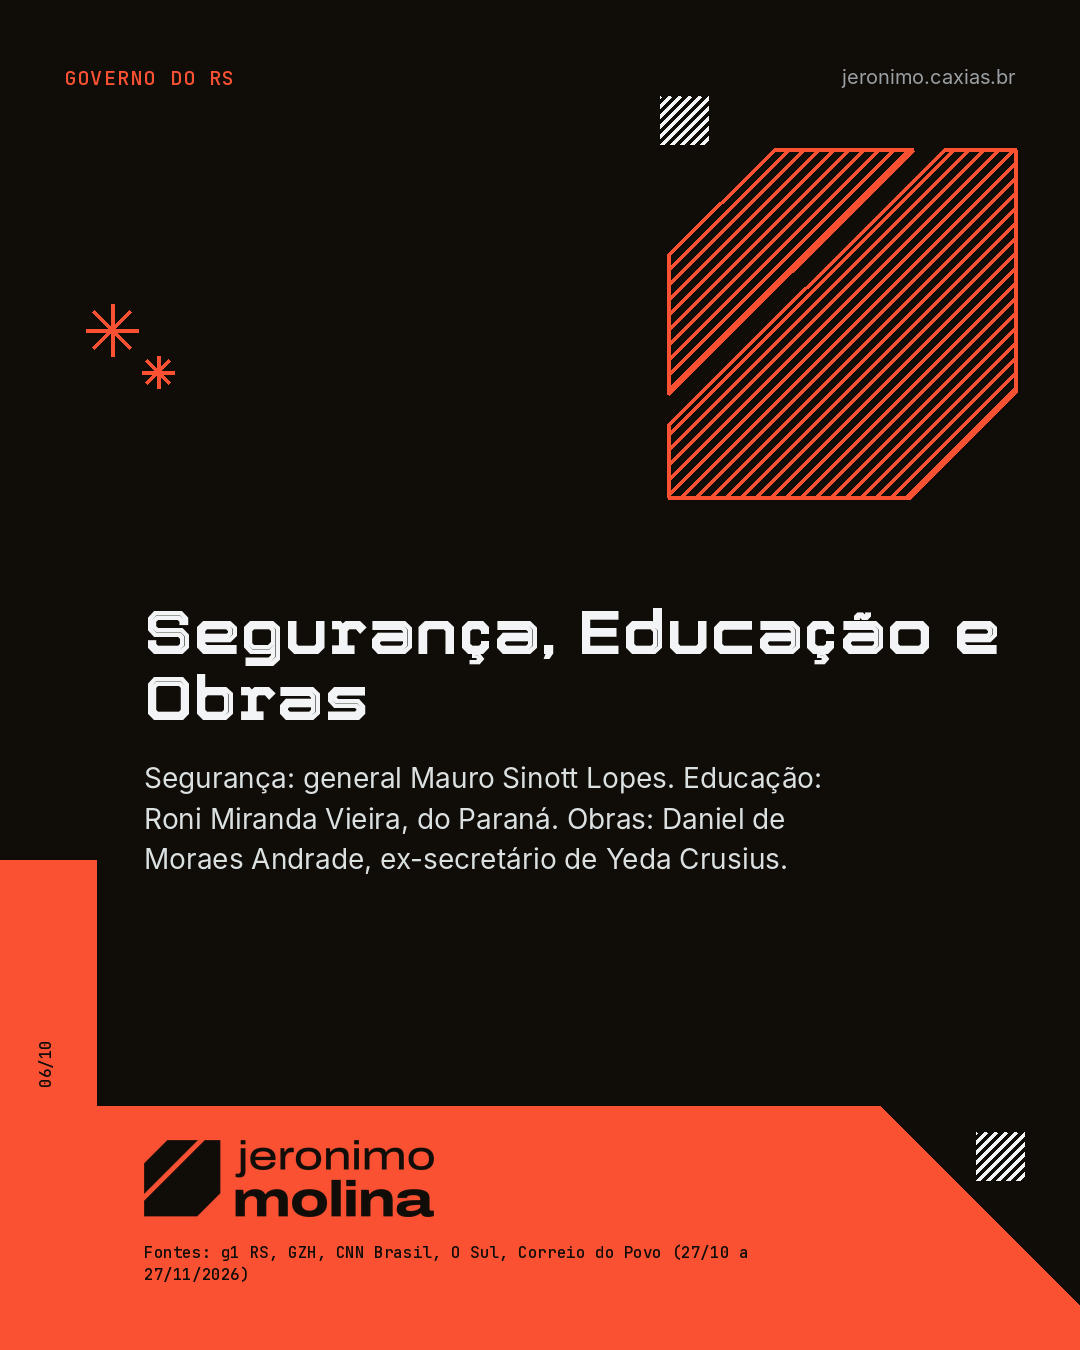 GOVERNO DO RS
jeronimo.caxias.br
Segurança, Educação e
Obras
Segurança: general Mauro Sinott Lopes. Educação:
Roni Miranda Vieira, do Paraná. Obras: Daniel de
Moraes Andrade, ex-secretário de Yeda Crusius.
06/10
jeronimo
molina
Fontes: g1 RS, GZH, CNN Brasil, O Sul, Correio do Povo (27/10 a
27/11/2026)